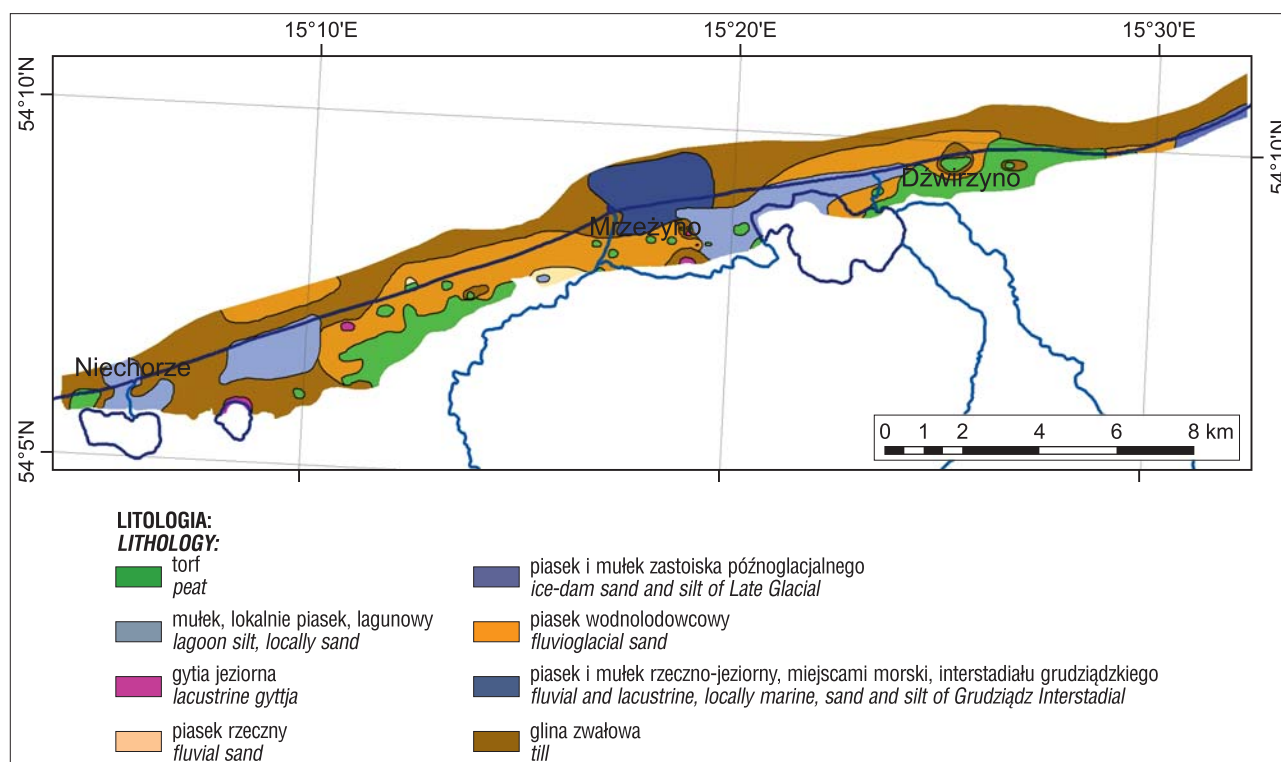 15°10'E 15°20'E 15°30'E
54°10'N
54°10'N
Dźwirzyno
Mrzeżyno
Niechorze
54°5'N
0 1 2 4 6 8 km
LITOLOGIA:
LITHOLOGY:
torf
peat
mułek, lokalnie piasek, lagunowy
lagoon silt, locally sand
gytia jeziorna
lacustrine gyttja
piasek rzeczny
fluvial sand
piasek i mułek zastoiska późnoglacjalnego
ice-dam sand and silt of Late Glacial
piasek wodnolodowcowy
fluvioglacial sand
piasek i mułek rzeczno-jeziorny, miejscami morski, interstadiału grudziądzkiego
fluvial and lacustrine, locally marine, sand and silt of Grudziądz Interstadial
glina zwałowa
till